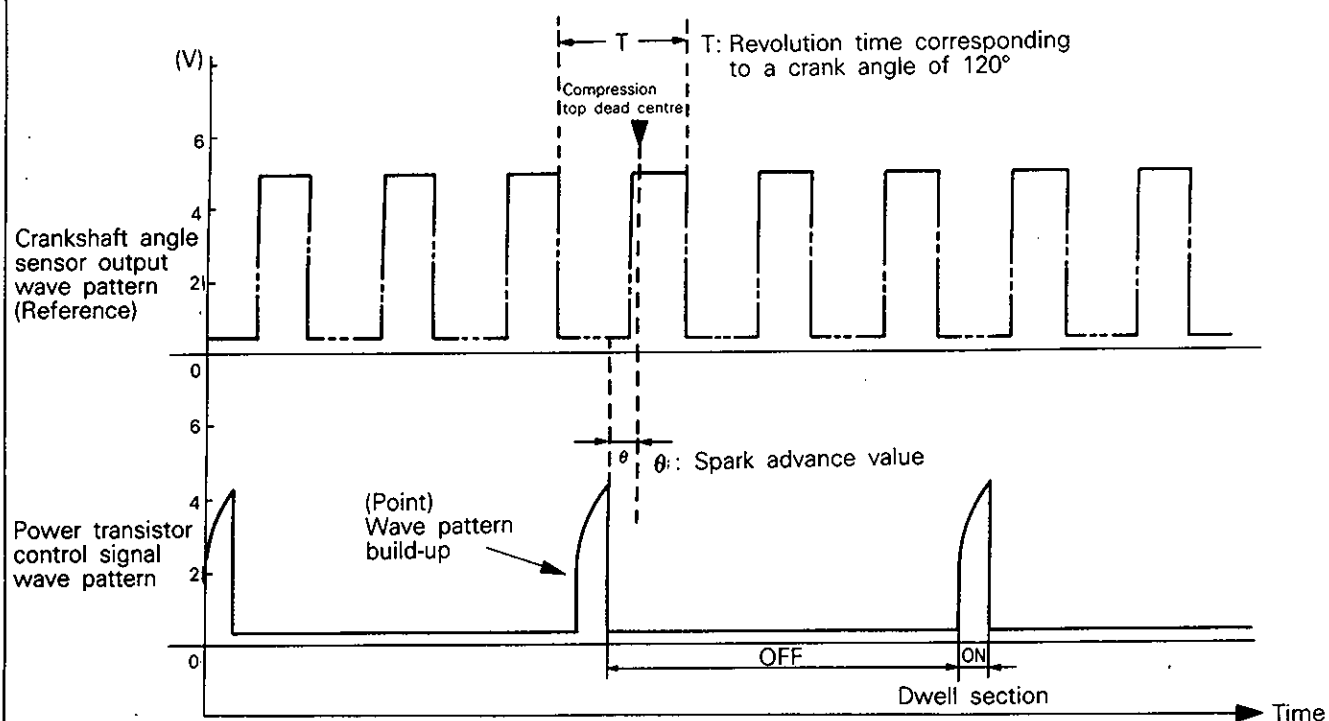 T
T: Revolution time corresponding
to a crank angle of 120°
(V)
Compression
top dead centre
6
4
2
0
Crankshaft angle
sensor output
wave pattern
(Reference)
6
4
2
0
θ
θ: Spark advance value
(Point)
Wave pattern
build-up
Power transistor
control signal
wave pattern
OFF
ON
Dwell section
Time